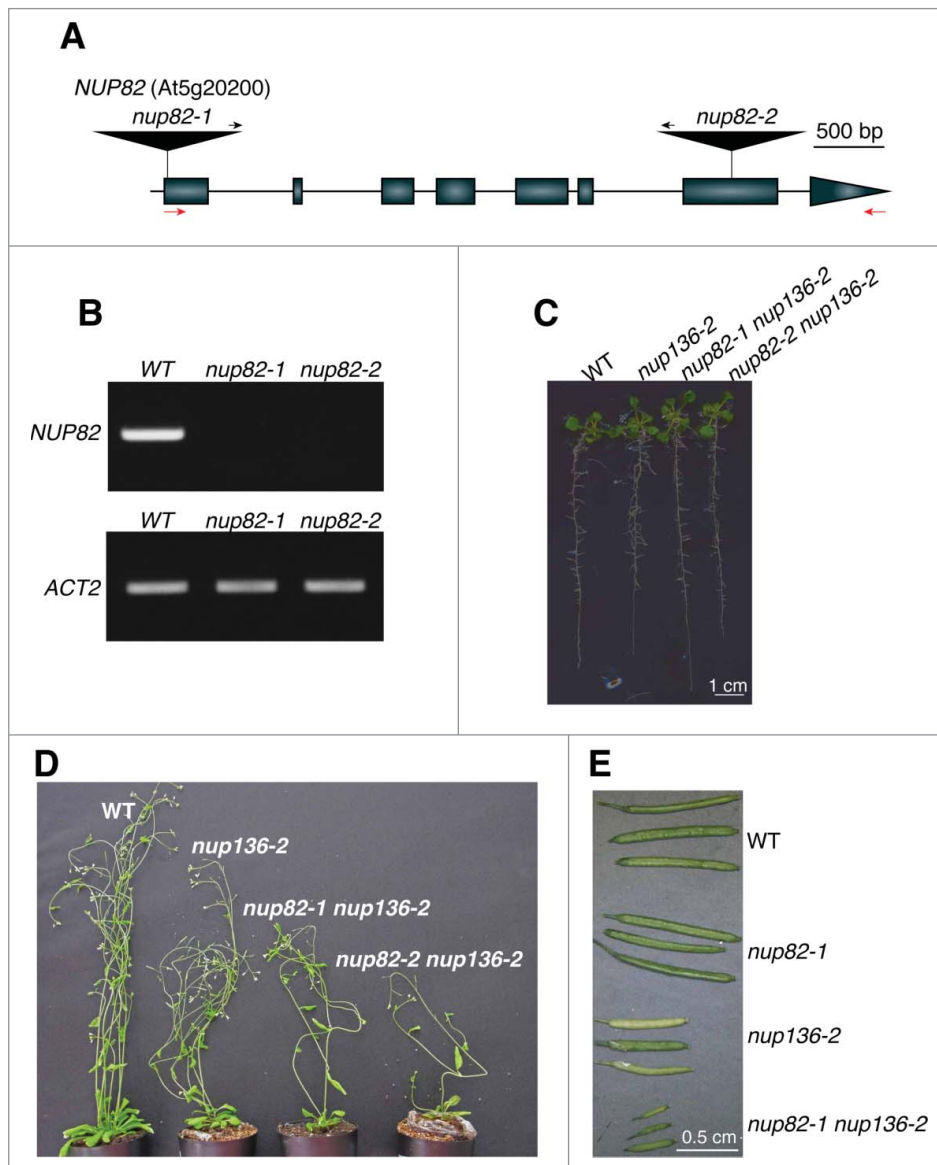 A
NUP82 (At5g20200)
nup82-1
nup82-2
500 bp
B
WT nup82-1 nup82-2
NUP82
WT nup82-1 nup82-2
ACT2
C
WT
nup136-2
nup82-1 nup136-2
nup82-2 nup136-2
1 cm
D
WT
nup136-2
nup82-1 nup136-2
nup82-2 nup136-2
E
WT
nup82-1
nup136-2
nup82-1 nup136-2
0.5 cm